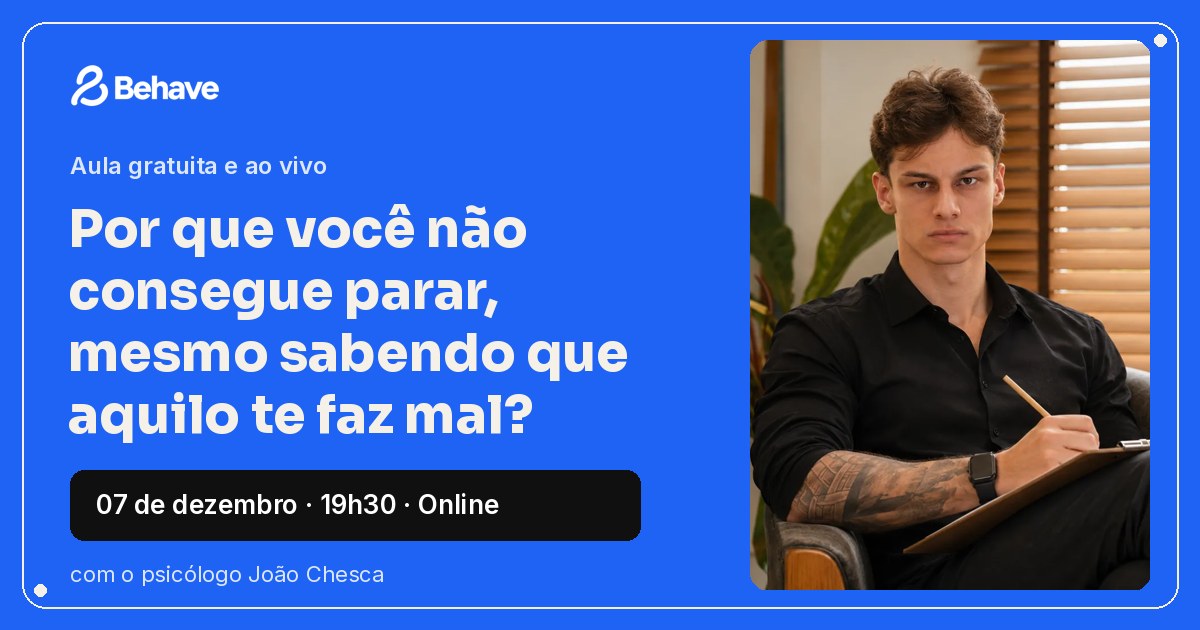 Behave
Aula gratuita e ao vivo
Por que você não
consegue parar,
mesmo sabendo que
aquilo te faz mal?
07 de dezembro · 19h30 · Online
com o psicólogo João Chesca